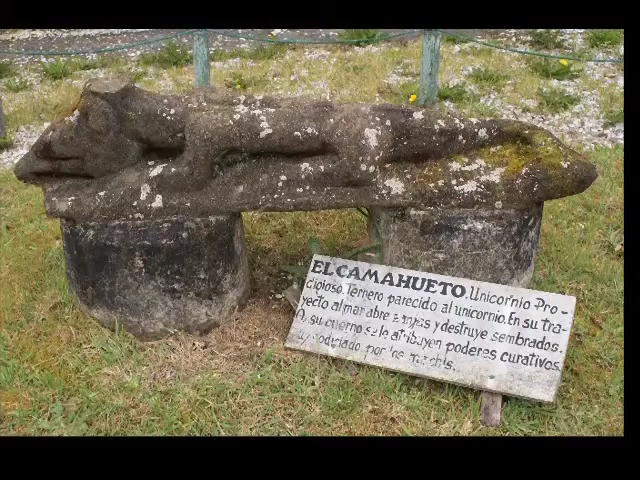 EL CAMAHUETO. Unicornio Pro-
digioso. Ternero parecido al unicornio. En su tra-
yecto al mar abre zanjas y destruye sembrados.
A su cuerno se le atribuyen poderes curativos.
muy codiciado por los machis.